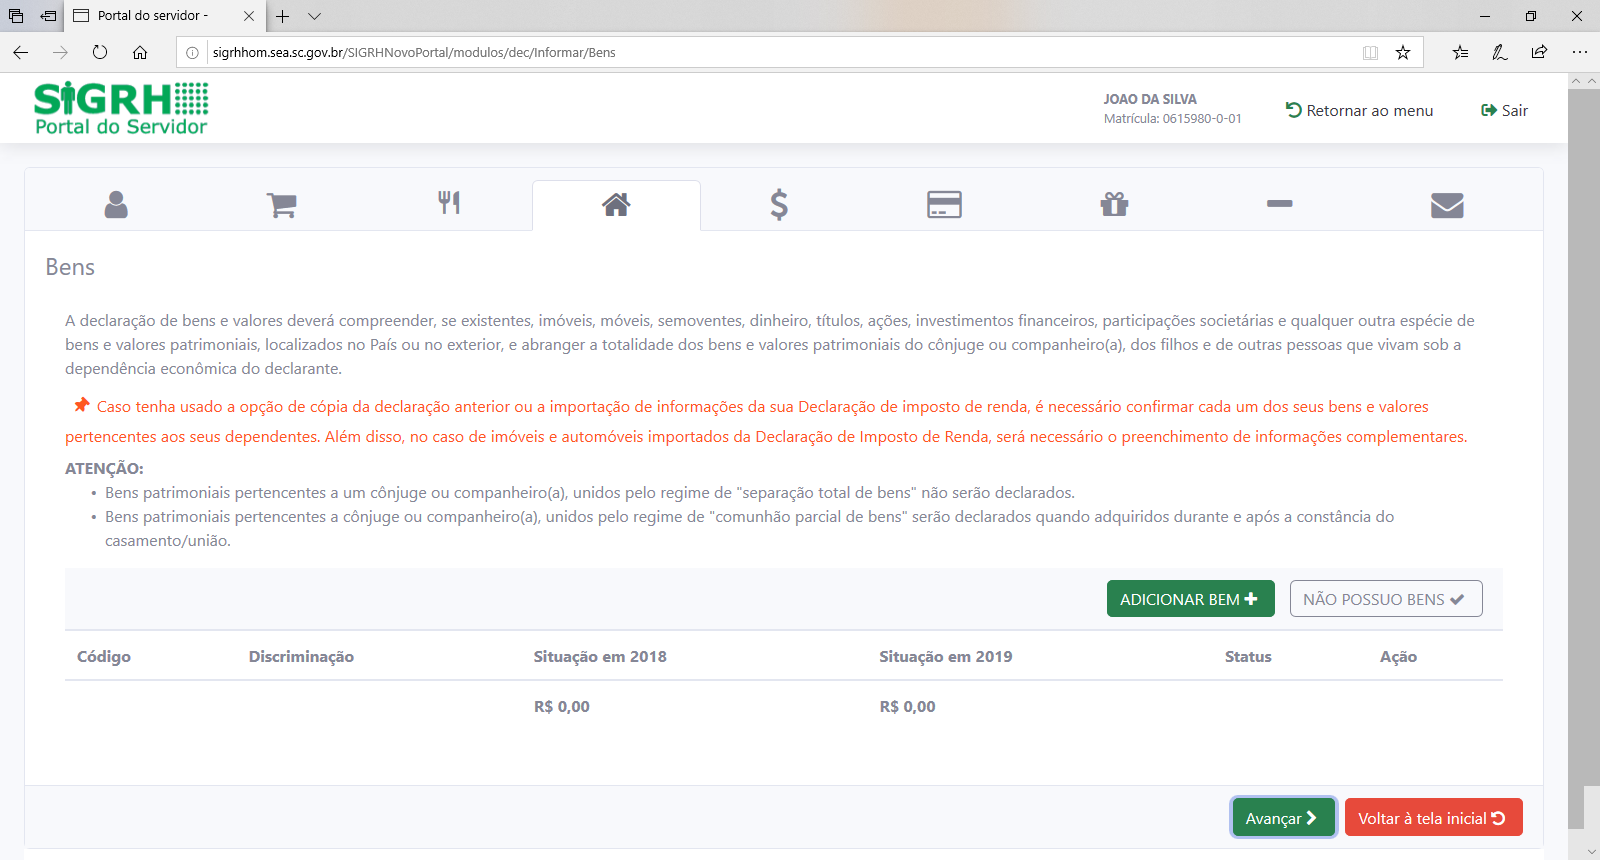 Portal do servidor -
sigrhhom.sea.sc.gov.br/SIGRHNovoPortal/modulos/dec/Informar/Bens
SIGRH
Portal do Servidor
JOAO DA SILVA
Matrícula: 0615980-0-01
Retornar ao menu
Sair
Bens
A declaração de bens e valores deverá compreender, se existentes, imóveis, móveis, semoventes, dinheiro, títulos, ações, investimentos financeiros, participações societárias e qualquer outra espécie de
bens e valores patrimoniais, localizados no País ou no exterior, e abranger a totalidade dos bens e valores patrimoniais do cônjuge ou companheiro(a), dos filhos e de outras pessoas que vivam sob a
dependência econômica do declarante.
Caso tenha usado a opção de cópia da declaração anterior ou a importação de informações da sua Declaração de imposto de renda, é necessário confirmar cada um dos seus bens e valores
pertencentes aos seus dependentes. Além disso, no caso de imóveis e automóveis importados da Declaração de Imposto de Renda, será necessário o preenchimento de informações complementares.
ATENÇÃO:
• Bens patrimoniais pertencentes a um cônjuge ou companheiro(a), unidos pelo regime de "separação total de bens" não serão declarados.
• Bens patrimoniais pertencentes a cônjuge ou companheiro(a), unidos pelo regime de "comunhão parcial de bens" serão declarados quando adquiridos durante e após a constância do
casamento/união.
ADICIONAR BEM
NÃO POSSUO BENS
Código Discriminação Situação em 2018 Situação em 2019 Status Ação
R$ 0,00 R$ 0,00
Avançar
Voltar à tela inicial